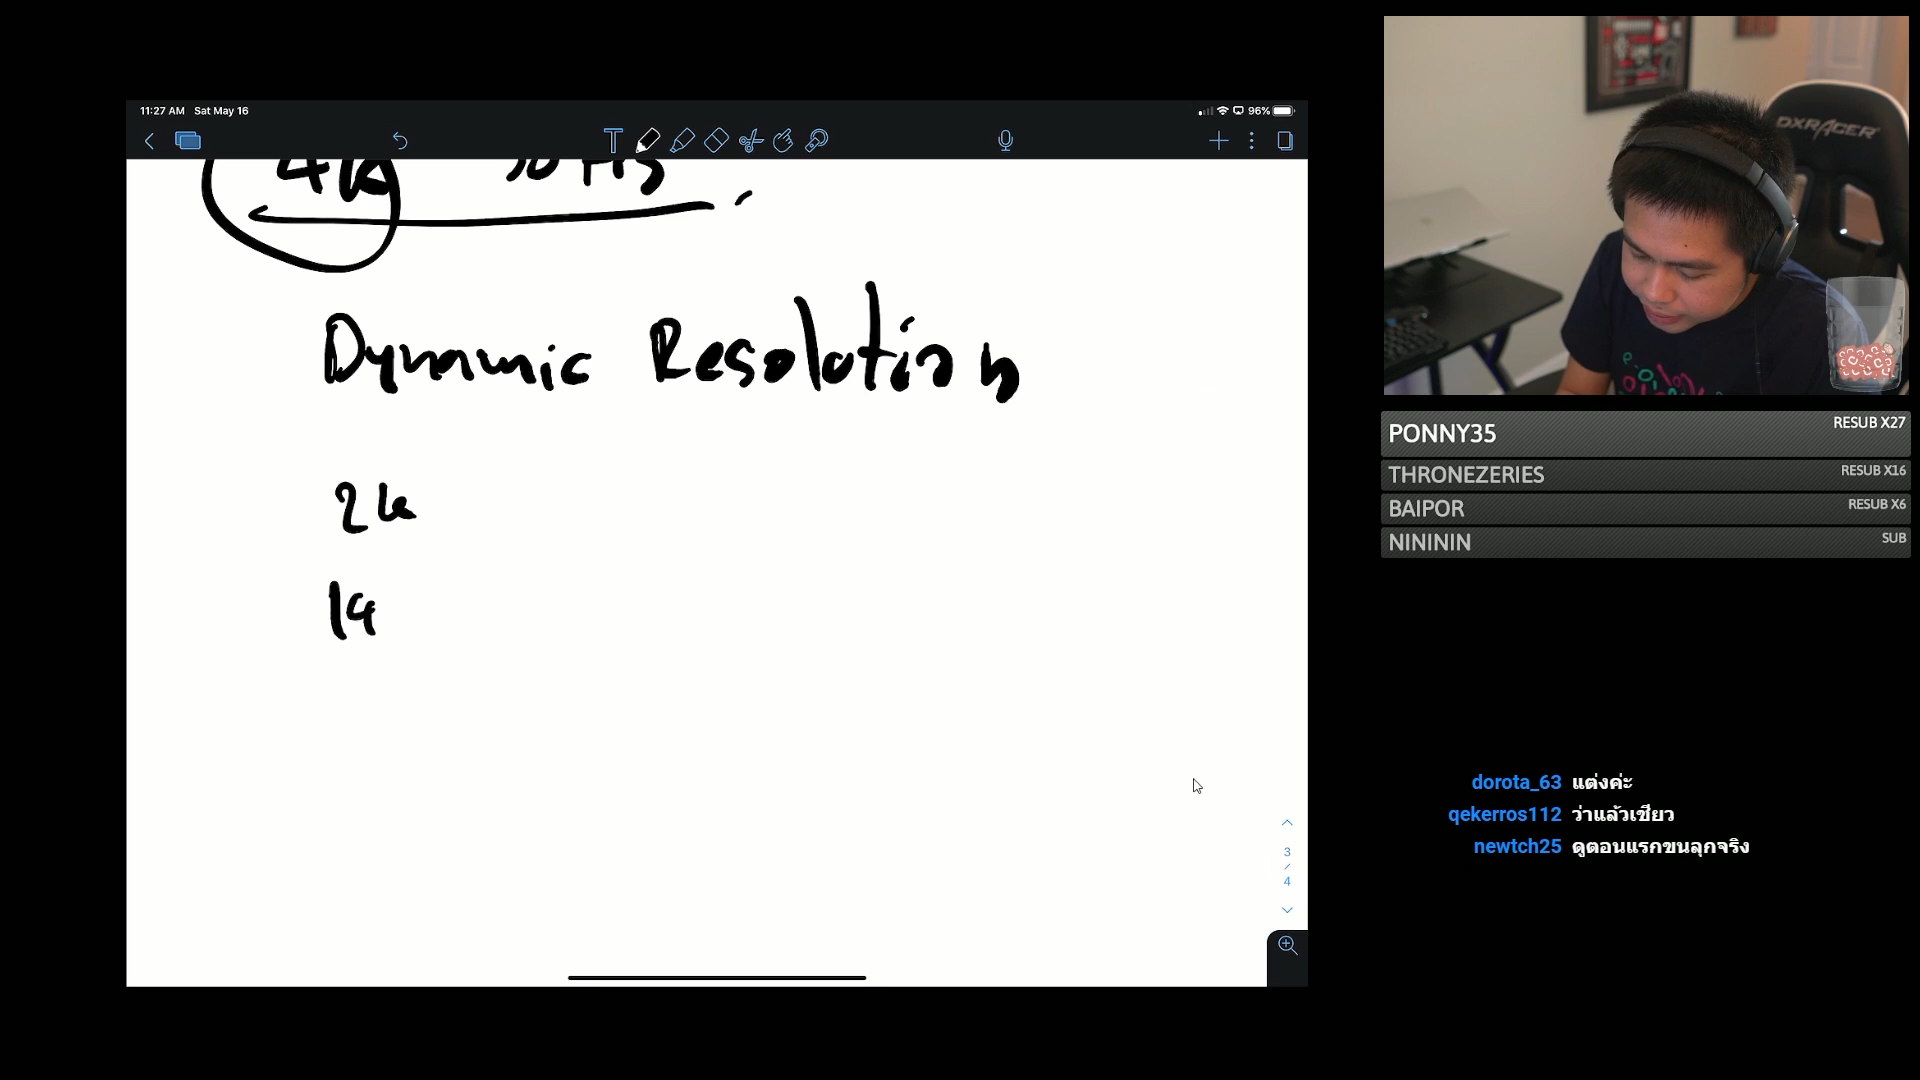 11:27 AM Sat May 16
96%
4k
Dynamic Resolution
2k
3
/
4
DXRACER
PONNY35 RESUB X27
THRONEZERIES RESUB X16
BAIPOR RESUB X6
NINININ SUB
dorota_63 แต่งค่ะ
qekerros112 ว่าแล้วเชียว
newtch25 ดูตอนแรกขนลุกจริง